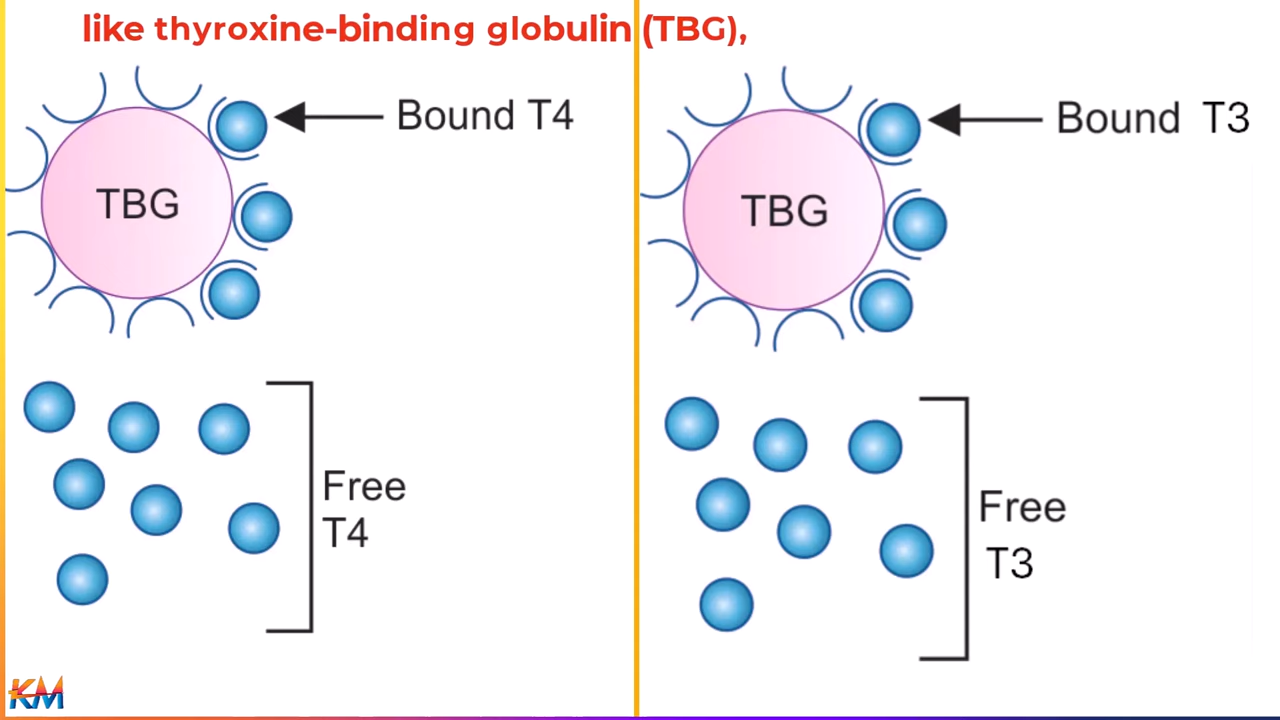 like thyroxine-binding globulin (TBG),
TBG
Bound T4
Free
T4
TBG
Bound T3
Free
T3
KM